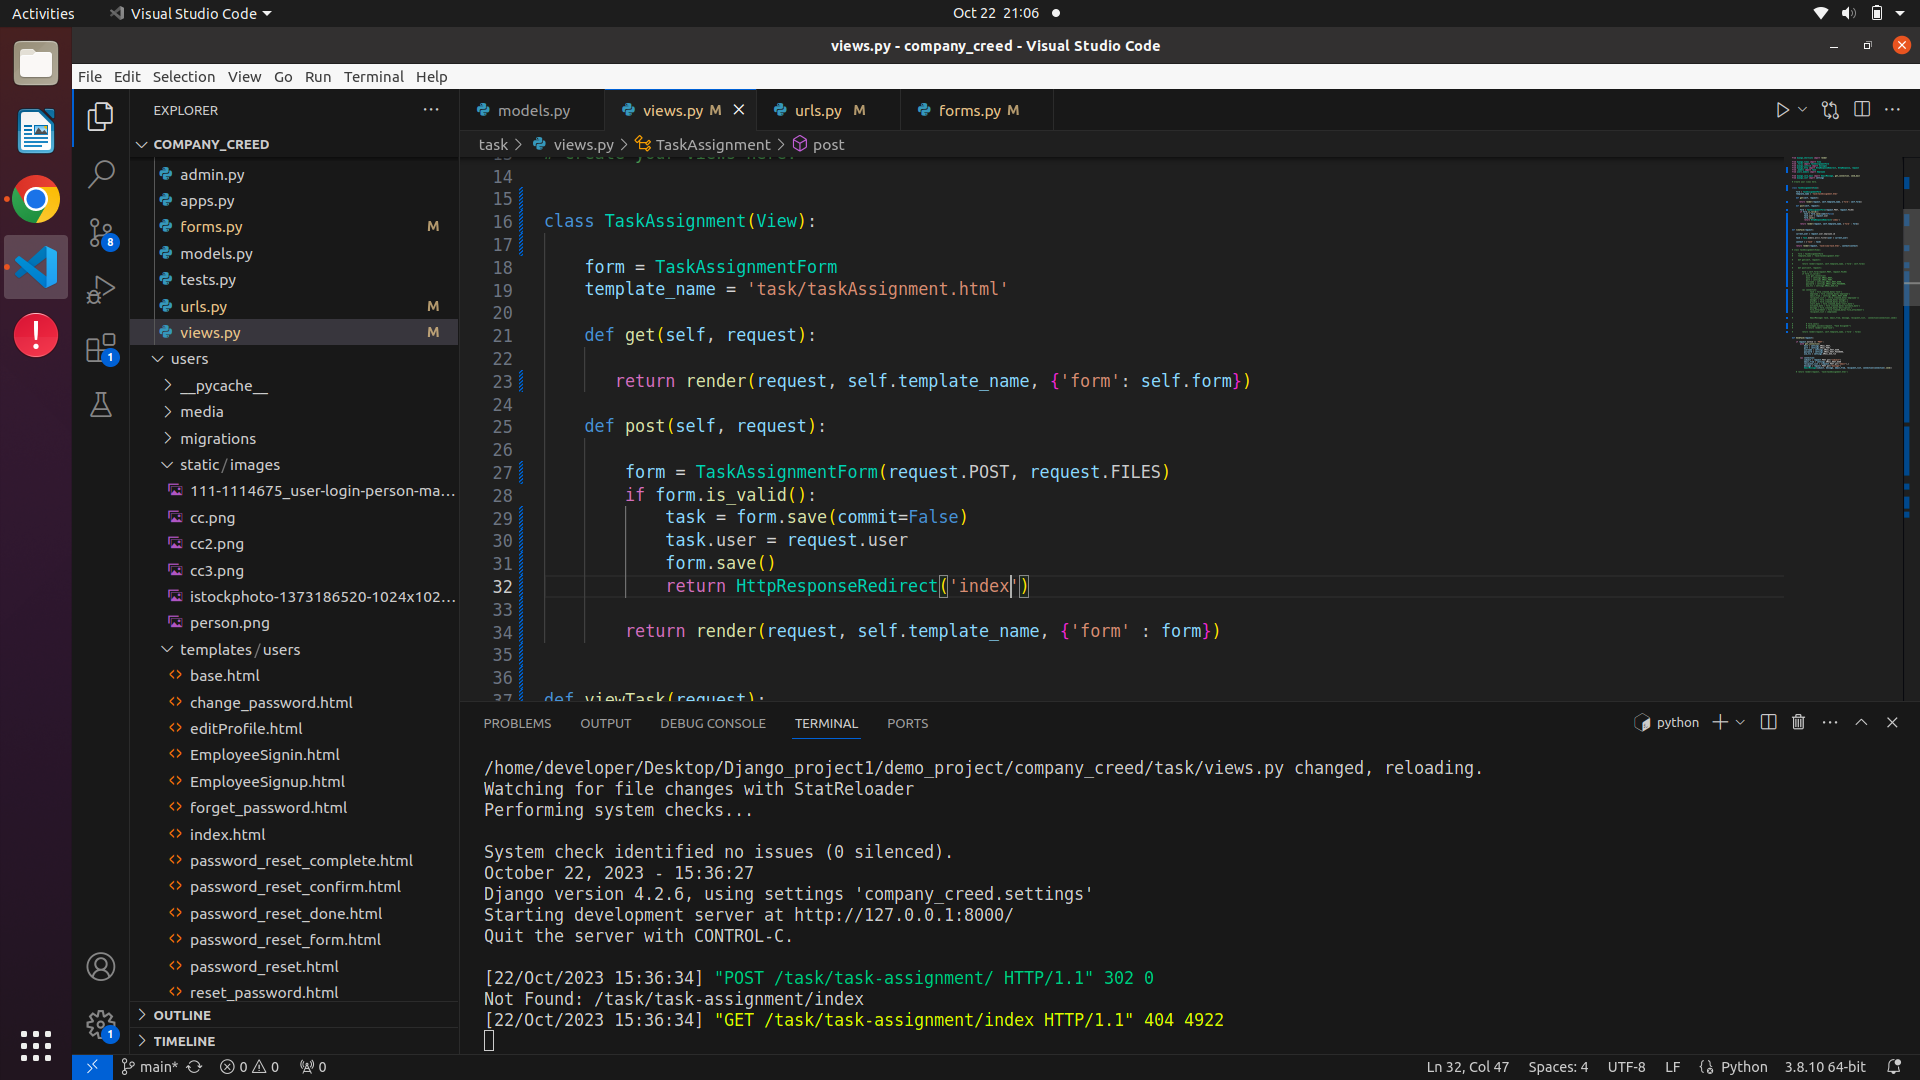 Activities Visual Studio Code Oct 22 21:06
views.py - company_creed - Visual Studio Code
File Edit Selection View Go Run Terminal Help
EXPLORER
COMPANY_CREED
admin.py
apps.py
forms.py M
models.py
tests.py
urls.py M
views.py M
users
__pycache__
media
migrations
static/images
111-1114675_user-login-person-ma...
cc.png
cc2.png
cc3.png
istockphoto-1373186520-1024x102...
person.png
templates/users
base.html
change_password.html
editProfile.html
EmployeeSignin.html
EmployeeSignup.html
forget_password.html
index.html
password_reset_complete.html
password_reset_confirm.html
password_reset_done.html
password_reset_form.html
password_reset.html
reset_password.html
OUTLINE
TIMELINE
8
1
1
models.py views.py M urls.py M forms.py M
task > views.py > TaskAssignment > post
13 # Create your views here.
14
15
16 class TaskAssignment(View):
17
18 form = TaskAssignmentForm
19 template_name = 'task/taskAssignment.html'
20
21 def get(self, request):
22
23 return render(request, self.template_name, {'form': self.form})
24
25 def post(self, request):
26
27 form = TaskAssignmentForm(request.POST, request.FILES)
28 if form.is_valid():
29 task = form.save(commit=False)
30 task.user = request.user
31 form.save()
32 return HttpResponseRedirect('index')
33
34 return render(request, self.template_name, {'form' : form})
35
36
37 def viewTask(request):
PROBLEMS OUTPUT DEBUG CONSOLE TERMINAL PORTS python
/home/developer/Desktop/Django_project1/demo_project/company_creed/task/views.py changed, reloading.
Watching for file changes with StatReloader
Performing system checks...
System check identified no issues (0 silenced).
October 22, 2023 - 15:36:27
Django version 4.2.6, using settings 'company_creed.settings'
Starting development server at http://127.0.0.1:8000/
Quit the server with CONTROL-C.
[22/Oct/2023 15:36:34] "POST /task/task-assignment/ HTTP/1.1" 302 0
Not Found: /task/task-assignment/index
[22/Oct/2023 15:36:34] "GET /task/task-assignment/index HTTP/1.1" 404 4922
main* 0 0 0 Ln 32, Col 47 Spaces: 4 UTF-8 LF Python 3.8.10 64-bit